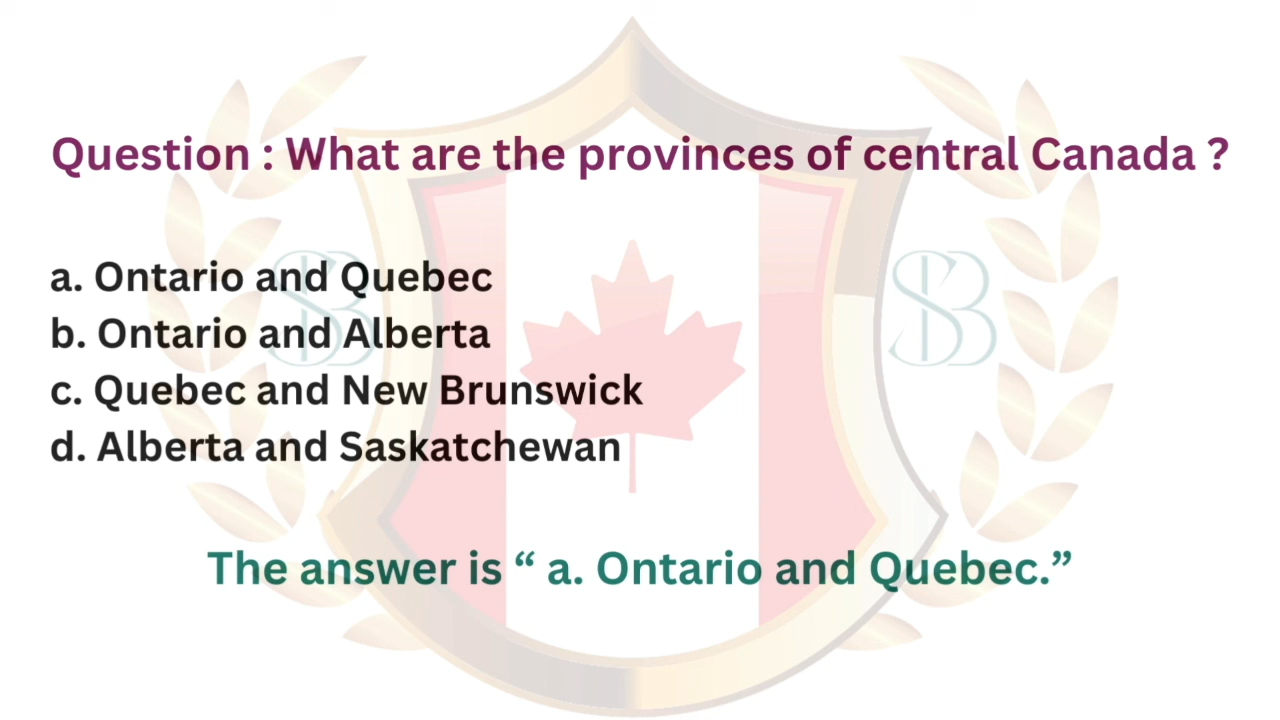 Question : What are the provinces of central Canada ?
a. Ontario and Quebec
b. Ontario and Alberta
c. Quebec and New Brunswick
d. Alberta and Saskatchewan
The answer is “ a. Ontario and Quebec.”